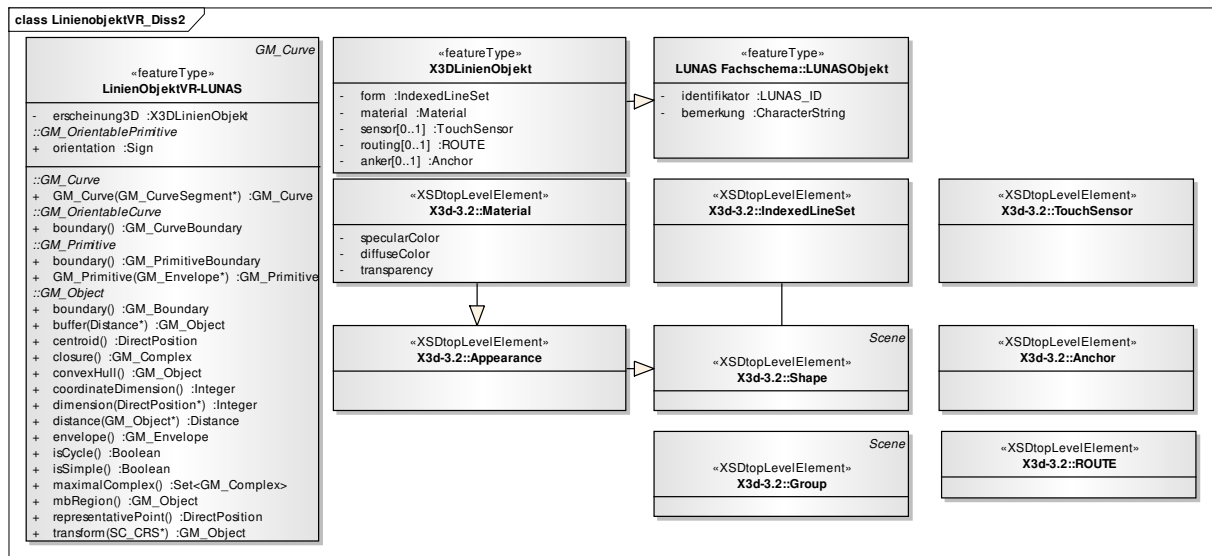 class LinienobjektVR_Diss2
GM_Curve
«featureType»
LinienObjektVR-LUNAS
- erscheinung3D :X3DLinienObjekt
::GM_OrientablePrimitive
+ orientation :Sign
::GM_Curve
+ GM_Curve(GM_CurveSegment*) :GM_Curve
::GM_OrientableCurve
+ boundary() :GM_CurveBoundary
::GM_Primitive
+ boundary() :GM_PrimitiveBoundary
+ GM_Primitive(GM_Envelope*) :GM_Primitive
::GM_Object
+ boundary() :GM_Boundary
+ buffer(Distance*) :GM_Object
+ centroid() :DirectPosition
+ closure() :GM_Complex
+ convexHull() :GM_Object
+ coordinateDimension() :Integer
+ dimension(DirectPosition*) :Integer
+ distance(GM_Object*) :Distance
+ envelope() :GM_Envelope
+ isCycle() :Boolean
+ isSimple() :Boolean
+ maximalComplex() :Set<GM_Complex>
+ mbRegion() :GM_Object
+ representativePoint() :DirectPosition
+ transform(SC_CRS*) :GM_Object
«featureType»
X3DLinienObjekt
- form :IndexedLineSet
- material :Material
- sensor[0..1] :TouchSensor
- routing[0..1] :ROUTE
- anker[0..1] :Anchor
«featureType»
LUNAS Fachschema::LUNASObjekt
- identifikator :LUNAS_ID
- bemerkung :CharacterString
«XSDtopLevelElement»
X3d-3.2::Material
- specularColor
- diffuseColor
- transparency
«XSDtopLevelElement»
X3d-3.2::IndexedLineSet
«XSDtopLevelElement»
X3d-3.2::TouchSensor
«XSDtopLevelElement»
X3d-3.2::Appearance
Scene
«XSDtopLevelElement»
X3d-3.2::Shape
«XSDtopLevelElement»
X3d-3.2::Anchor
Scene
«XSDtopLevelElement»
X3d-3.2::Group
«XSDtopLevelElement»
X3d-3.2::ROUTE